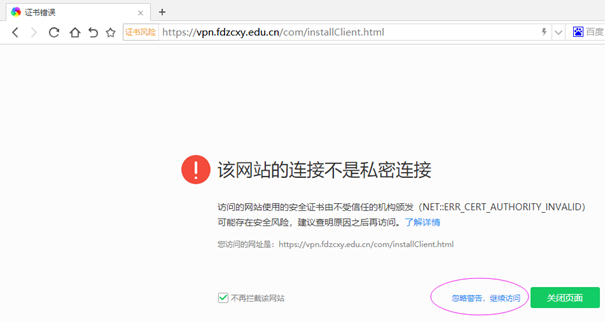 证书错误
证书风险 https://vpn.fdzcxy.edu.cn/com/installClient.html 百度
该网站的连接不是私密连接
访问的网站使用的安全证书由不受信任的机构颁发（NET::ERR_CERT_AUTHORITY_INVALID）
可能存在安全风险，建议查明原因之后再访问。了解详情
您访问的网址是：https://vpn.fdzcxy.edu.cn/com/installClient.html
不再拦截该网站 忽略警告，继续访问 关闭页面